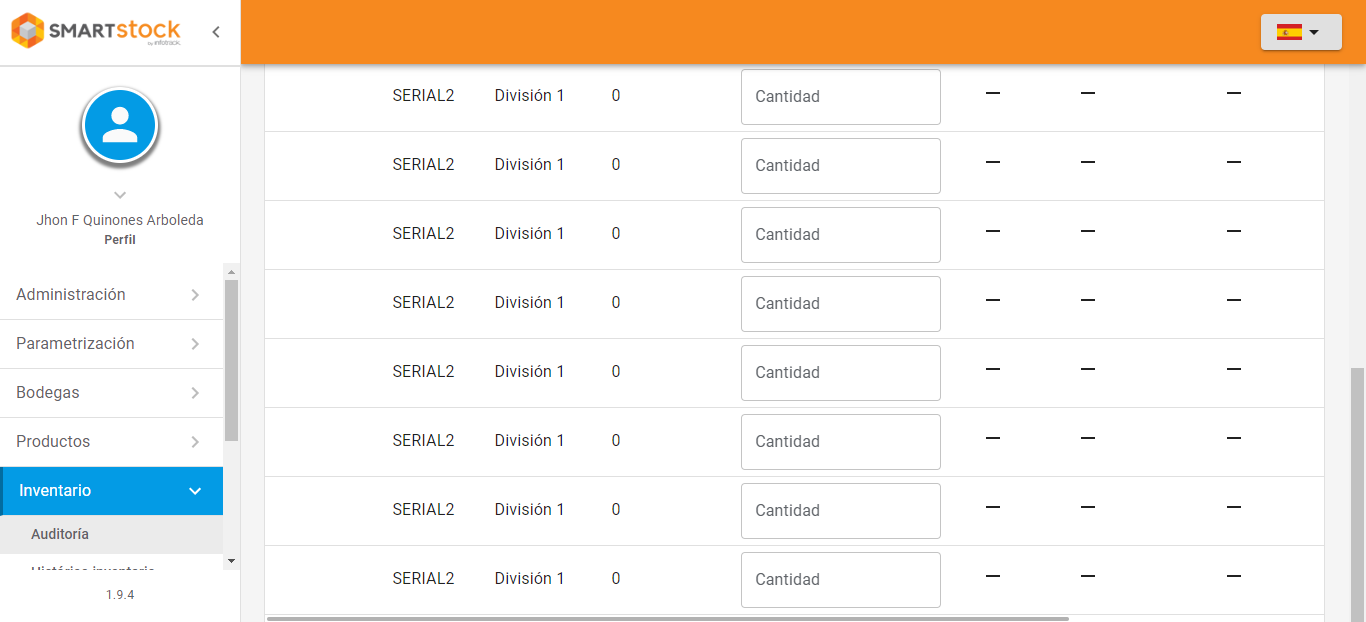 SMARTstock
by infotrack.
Jhon F Quinones Arboleda
Perfil
Administración
Parametrización
Bodegas
Productos
Inventario
Auditoría
Histórico inventario
1.9.4
SERIAL2 División 1 0 Cantidad — — —
SERIAL2 División 1 0 Cantidad — — —
SERIAL2 División 1 0 Cantidad — — —
SERIAL2 División 1 0 Cantidad — — —
SERIAL2 División 1 0 Cantidad — — —
SERIAL2 División 1 0 Cantidad — — —
SERIAL2 División 1 0 Cantidad — — —
SERIAL2 División 1 0 Cantidad — — —